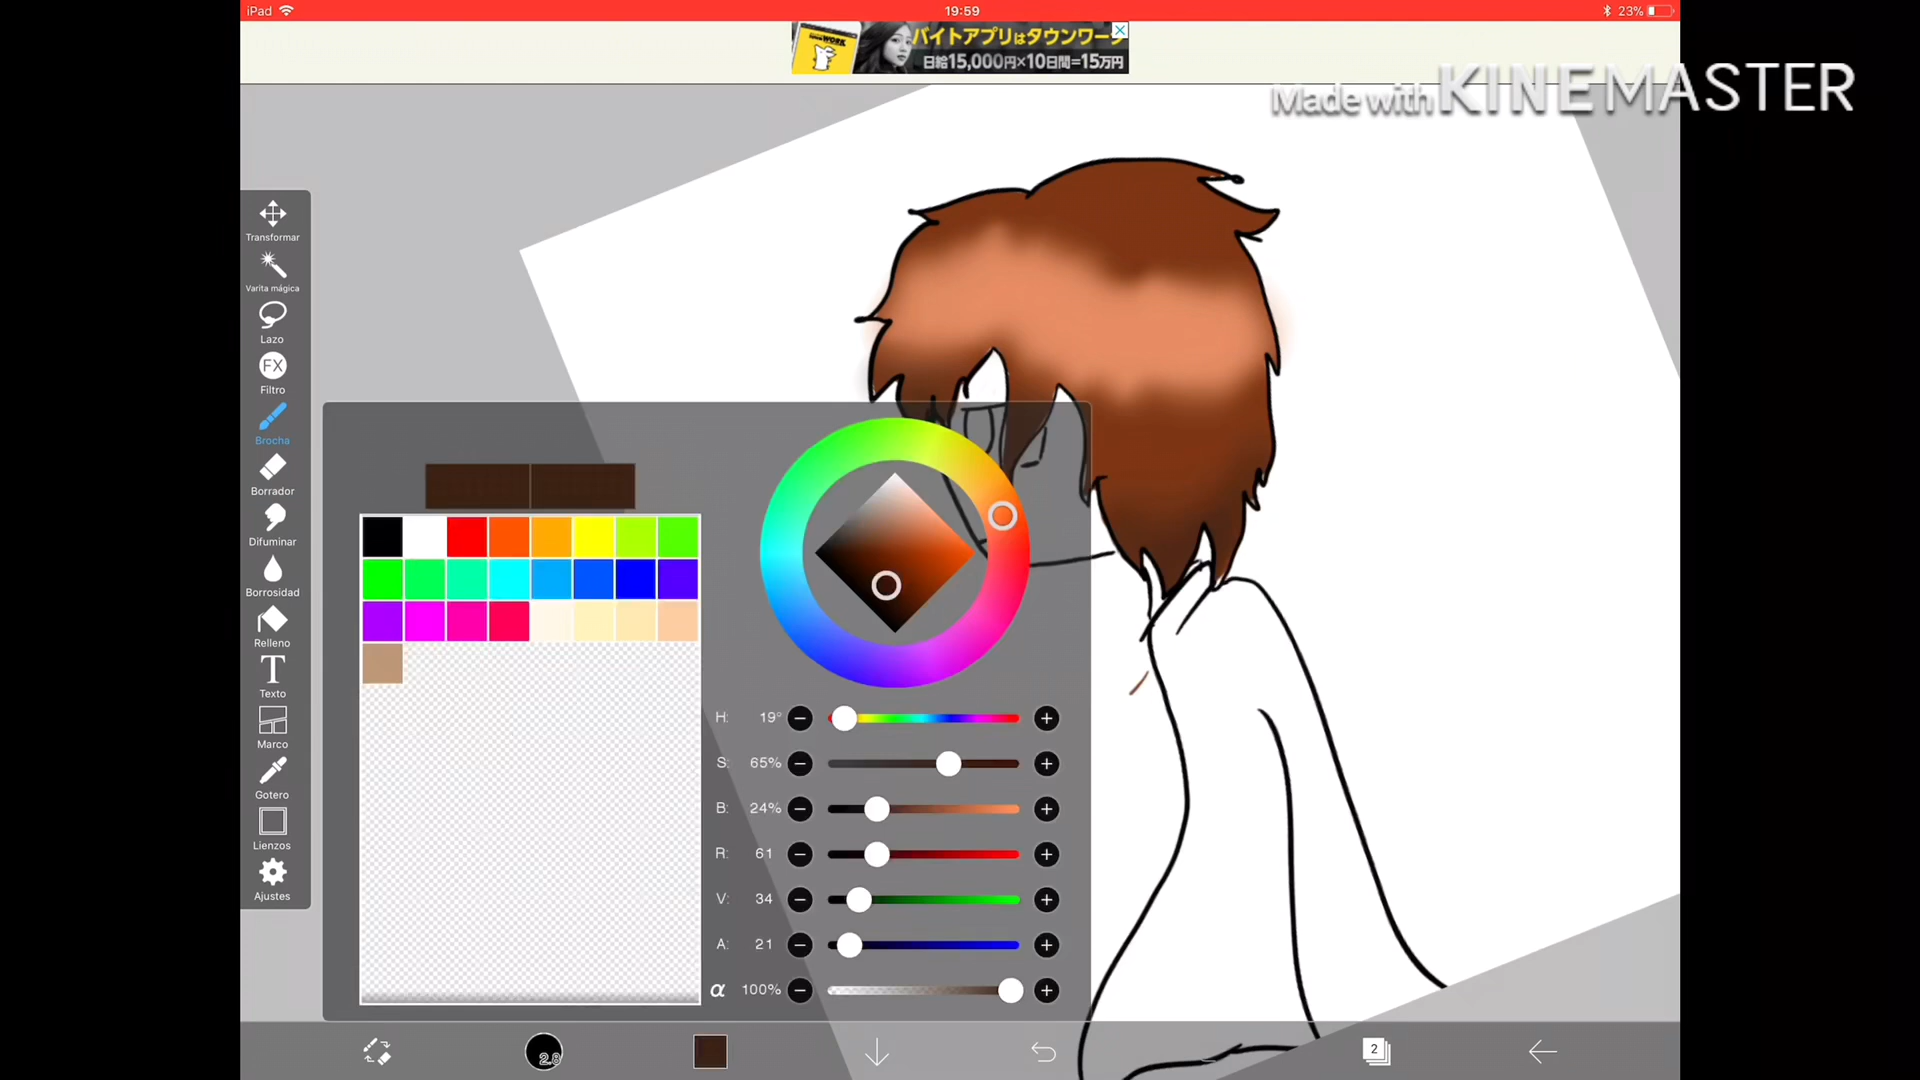 iPad
19:59
23%
バイトアプリはタウンワーク
日給15,000円×10日間=15万円
Made with KINEMASTER
Transformar
Varita mágica
Lazo
FX
Filtro
Brocha
Borrador
Difuminar
Borrosidad
Relleno
T
Texto
Marco
Gotero
Lienzos
Ajustes
H: 19°
S: 65%
B: 24%
R: 61
V: 34
A: 21
α 100%
2.8
2